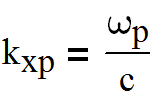 k_xp = ω_p / c